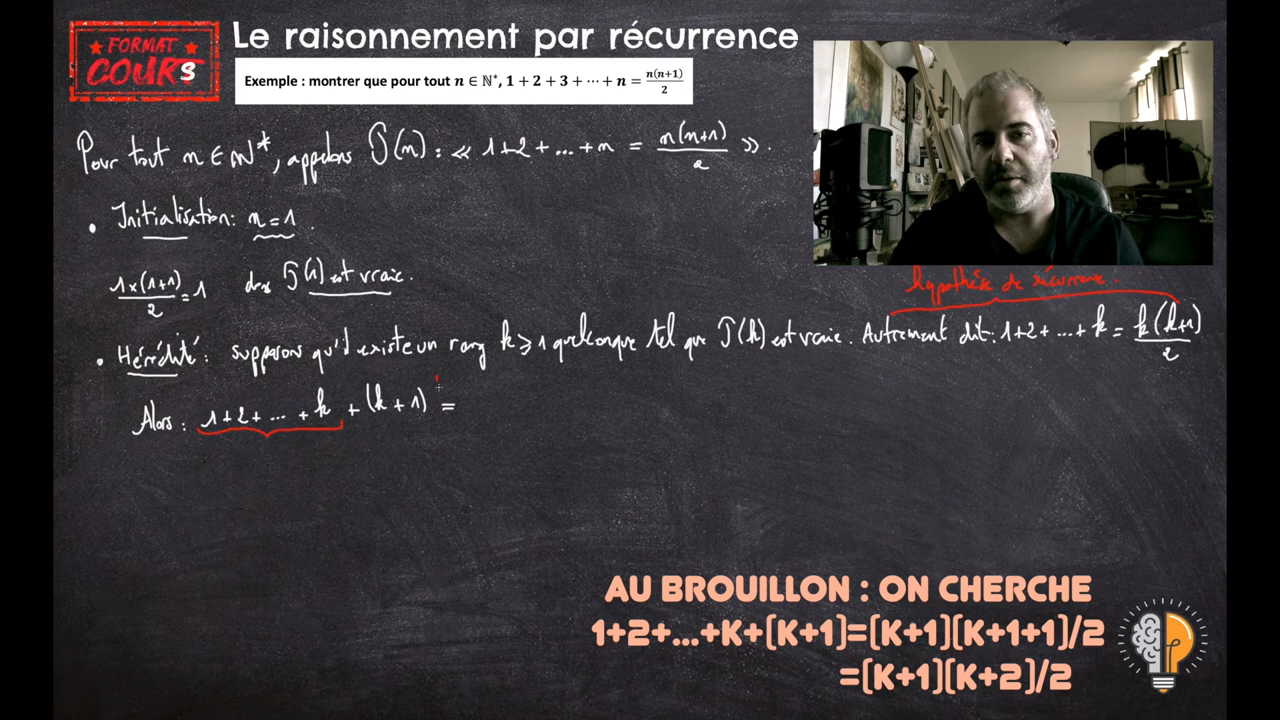 FORMAT
COURS
Le raisonnement par récurrence
Exemple : montrer que pour tout n ∈ ℕ*, 1 + 2 + 3 + ⋯ + n = n(n+1)/2
Pour tout n ∈ ℕ*, appelons P(n) : « 1+2+...+n = n(n+1)/2 ».
• Initialisation : n=1.
1×(1+1)/2 = 1 donc P(1) est vraie.
hypothèse de récurrence.
• Hérédité : supposons qu'il existe un rang k ⩾ 1 quelconque tel que P(k) est vraie. Autrement dit : 1+2+...+k = k(k+1)/2
Alors : 1+2+...+k+(k+1) =
AU BROUILLON : ON CHERCHE
1+2+...+K+(K+1)=(K+1)(K+1+1)/2
=(K+1)(K+2)/2